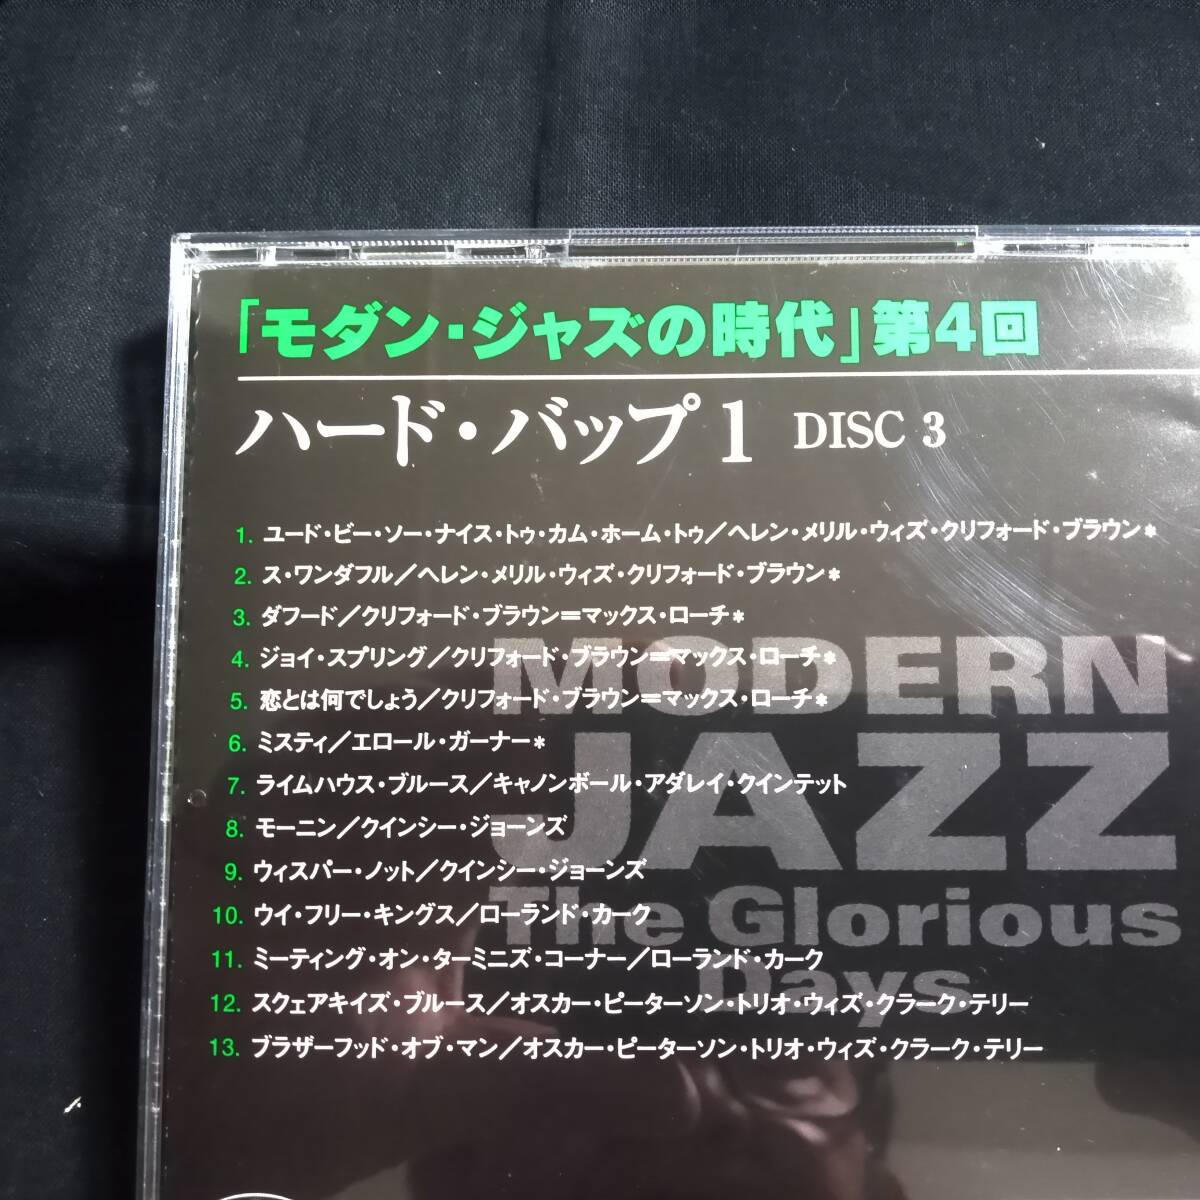 「モダン・ジャズの時代」第4回
ハード・バップ1 DISC 3
1. ユード・ビー・ソー・ナイス・トゥ・カム・ホーム・トゥ／ヘレン・メリル・ウィズ・クリフォード・ブラウン*
2. ス・ワンダフル／ヘレン・メリル・ウィズ・クリフォード・ブラウン*
3. ダフード／クリフォード・ブラウン=マックス・ローチ*
4. ジョイ・スプリング／クリフォード・ブラウン=マックス・ローチ*
5. 恋とは何でしょう／クリフォード・ブラウン=マックス・ローチ*
6. ミスティ／エロール・ガーナー*
7. ライムハウス・ブルース／キャノンボール・アダレイ・クインテット
8. モーニン／クインシー・ジョーンズ
9. ウィスパー・ノット／クインシー・ジョーンズ
10. ウイ・フリー・キングス／ローランド・カーク
11. ミーティング・オン・ターミニズ・コーナー／ローランド・カーク
12. スクェアキイズ・ブルース／オスカー・ピーターソン・トリオ・ウィズ・クラーク・テリー
13. ブラザーフッド・オブ・マン／オスカー・ピーターソン・トリオ・ウィズ・クラーク・テリー
MODERN
JAZZ
The Glorious
Days